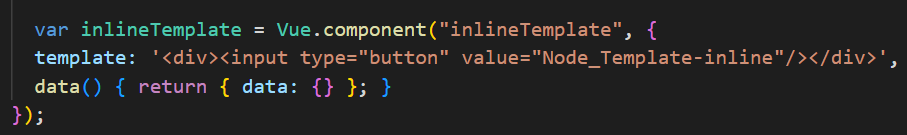 var inlineTemplate = Vue.component("inlineTemplate", {
template: '<div><input type="button" value="Node_Template-inline"/></div>',
data() { return { data: {} }; }
});